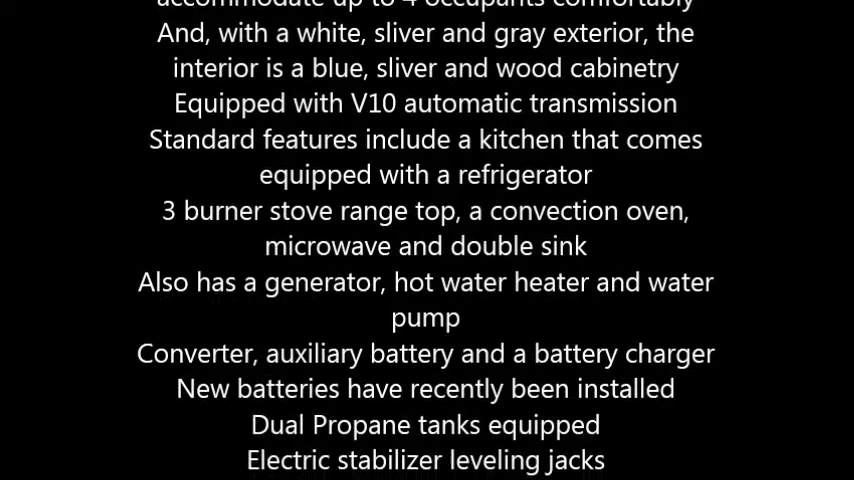 accommodate up to 4 occupants comfortably
And, with a white, sliver and gray exterior, the
interior is a blue, sliver and wood cabinetry
Equipped with V10 automatic transmission
Standard features include a kitchen that comes
equipped with a refrigerator
3 burner stove range top, a convection oven,
microwave and double sink
Also has a generator, hot water heater and water
pump
Converter, auxiliary battery and a battery charger
New batteries have recently been installed
Dual Propane tanks equipped
Electric stabilizer leveling jacks